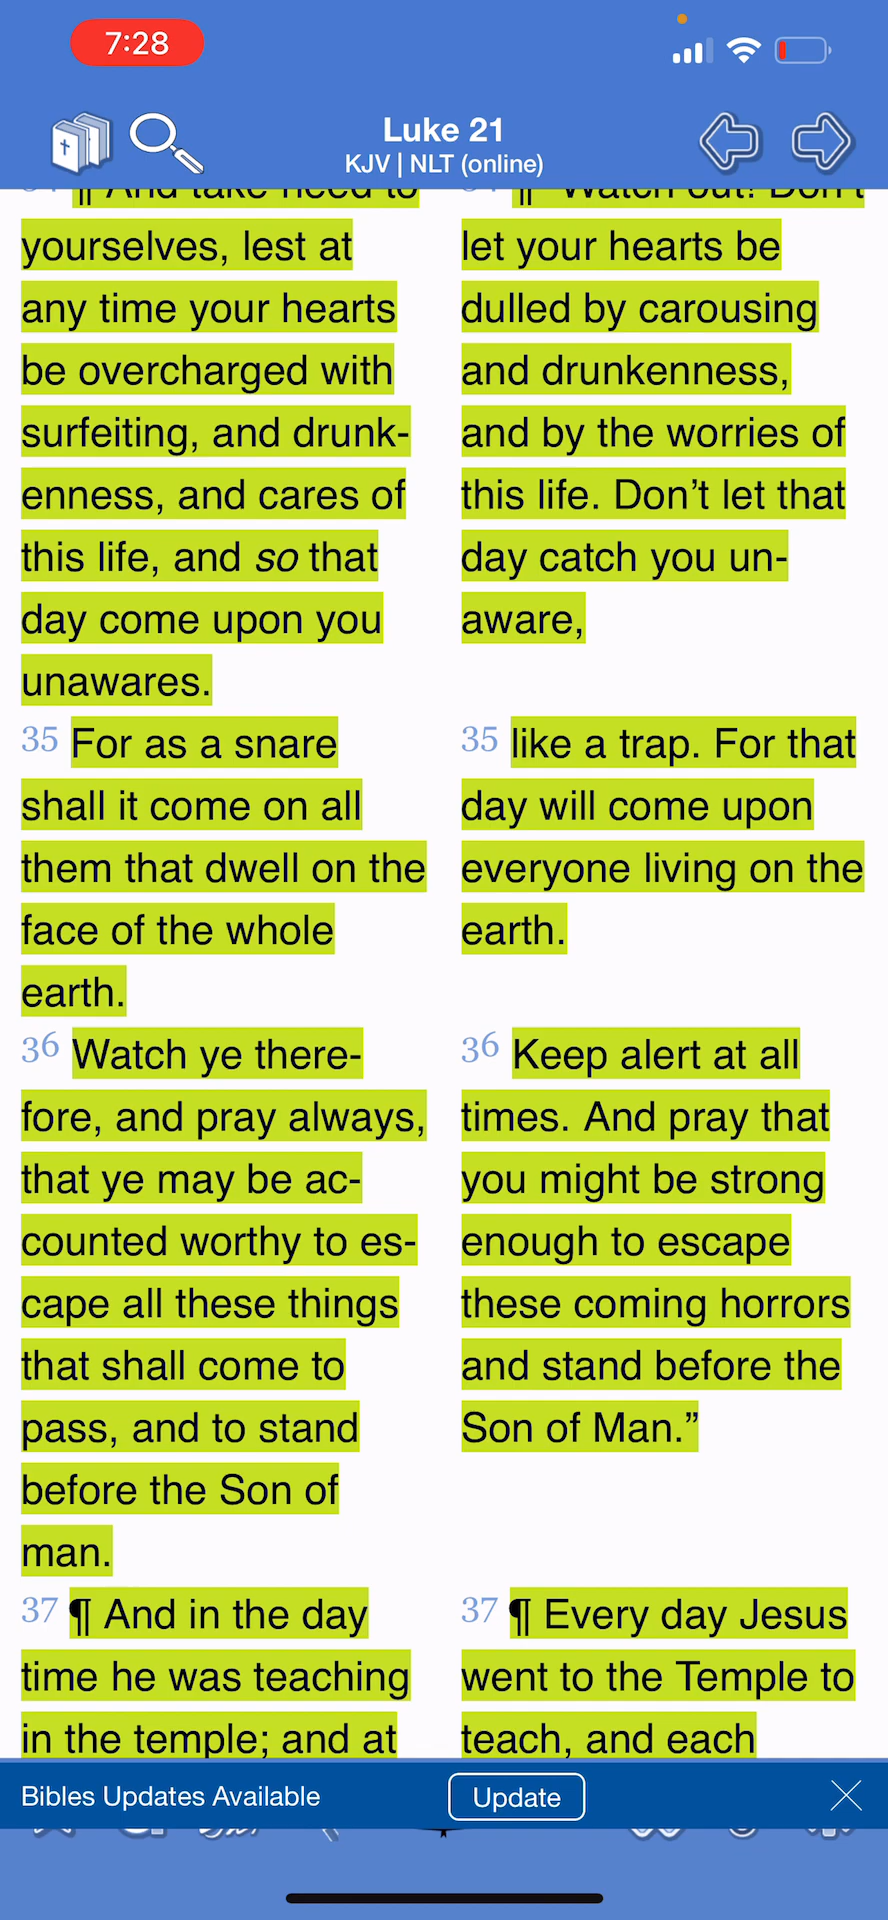 7:28
Luke 21
KJV | NLT (online)
¶ And take heed to
yourselves, lest at
any time your hearts
be overcharged with
surfeiting, and drunk-
enness, and cares of
this life, and so that
day come upon you
unawares.
35 For as a snare
shall it come on all
them that dwell on the
face of the whole
earth.
36 Watch ye there-
fore, and pray always,
that ye may be ac-
counted worthy to es-
cape all these things
that shall come to
pass, and to stand
before the Son of
man.
37 ¶ And in the day
time he was teaching
in the temple; and at
¶ “Watch out! Don’t
let your hearts be
dulled by carousing
and drunkenness,
and by the worries of
this life. Don’t let that
day catch you un-
aware,
35 like a trap. For that
day will come upon
everyone living on the
earth.
36 Keep alert at all
times. And pray that
you might be strong
enough to escape
these coming horrors
and stand before the
Son of Man.”
37 ¶ Every day Jesus
went to the Temple to
teach, and each
Bibles Updates Available
Update